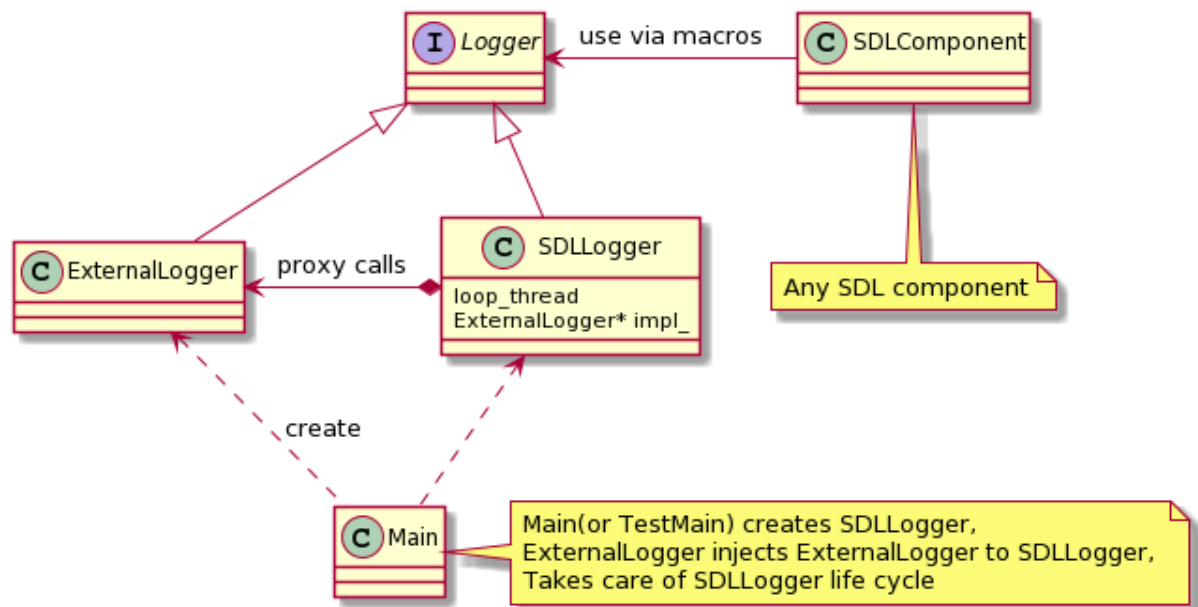 I Logger
use via macros
C SDLComponent
C ExternalLogger
proxy calls
C SDLLogger
loop_thread
ExternalLogger* impl_
Any SDL component
create
C Main
Main(or TestMain) creates SDLLogger,
ExternalLogger injects ExternalLogger to SDLLogger,
Takes care of SDLLogger life cycle